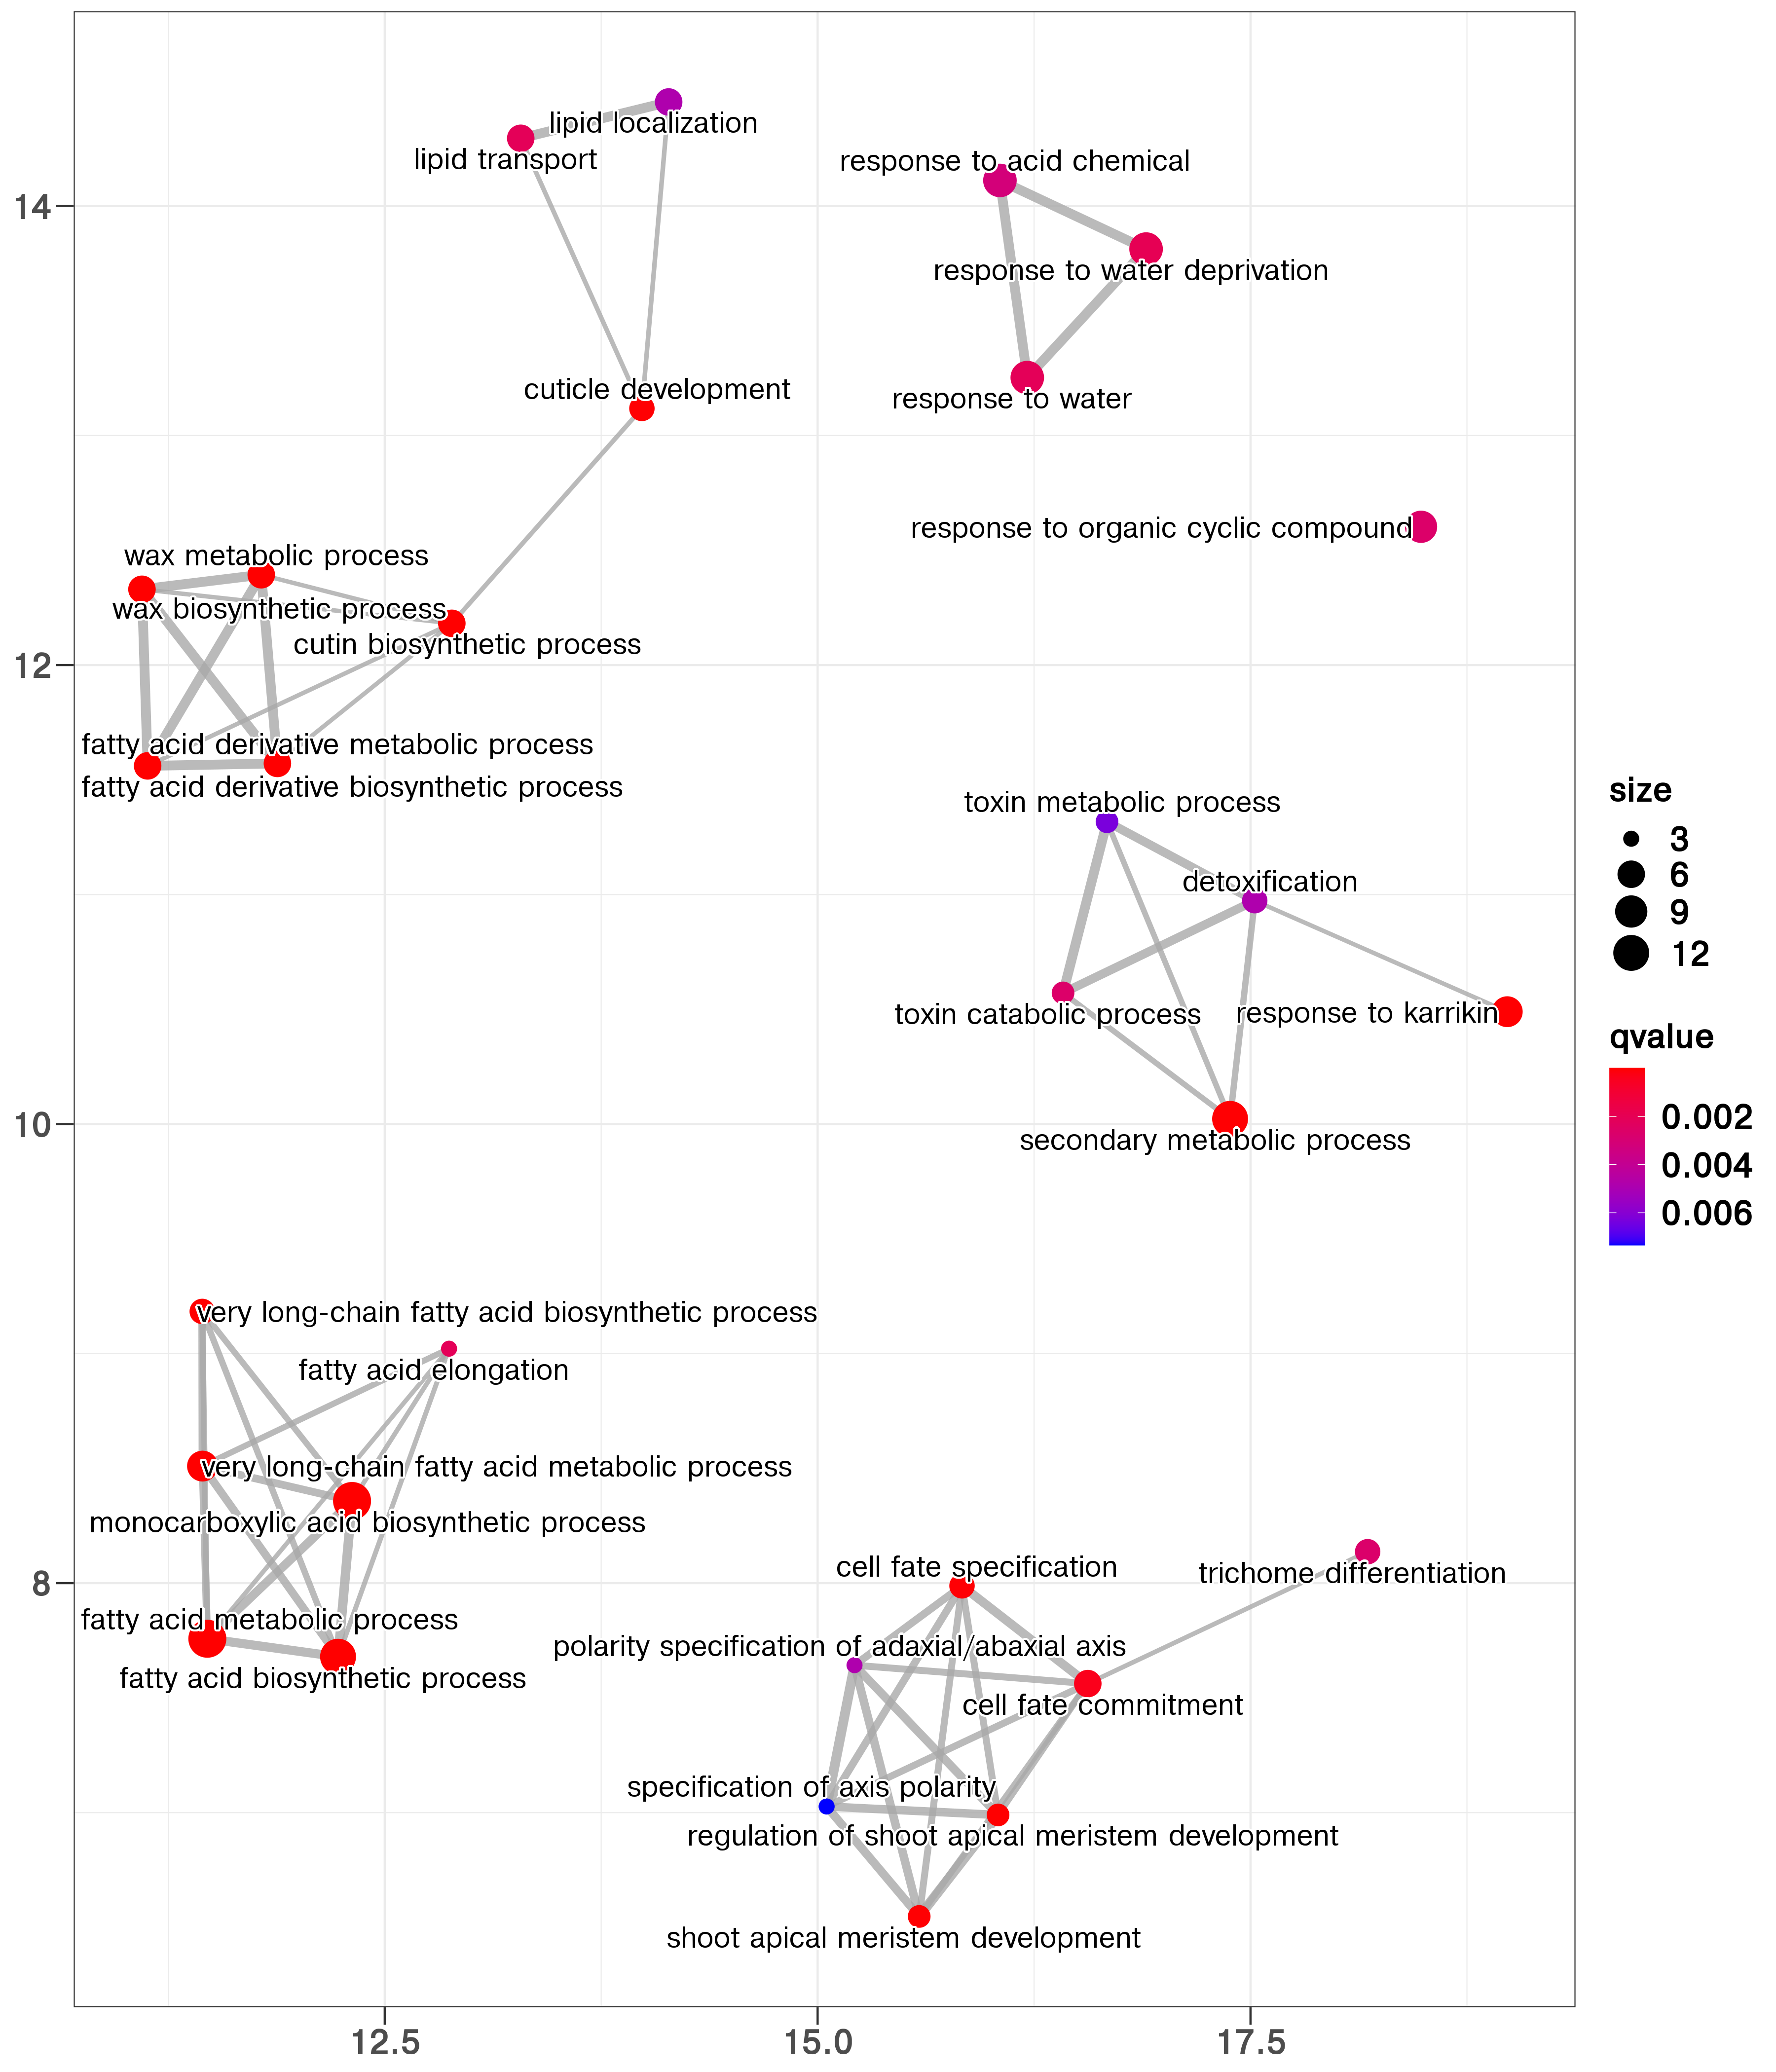 lipid localization
lipid transport
response to acid chemical
14
response to water deprivation
cuticle development
response to water
response to organic cyclic compound
wax metabolic process
wax biosynthetic process
cutin biosynthetic process
12
fatty acid derivative metabolic process
fatty acid derivative biosynthetic process
toxin metabolic process
detoxification
toxin catabolic process
response to karrikin
10
secondary metabolic process
size
3
6
9
12
qvalue
0.002
0.004
0.006
very long-chain fatty acid biosynthetic process
fatty acid elongation
very long-chain fatty acid metabolic process
monocarboxylic acid biosynthetic process
cell fate specification
trichome differentiation
8
fatty acid metabolic process
polarity specification of adaxial/abaxial axis
fatty acid biosynthetic process
cell fate commitment
specification of axis polarity
regulation of shoot apical meristem development
shoot apical meristem development
12.5
15.0
17.5